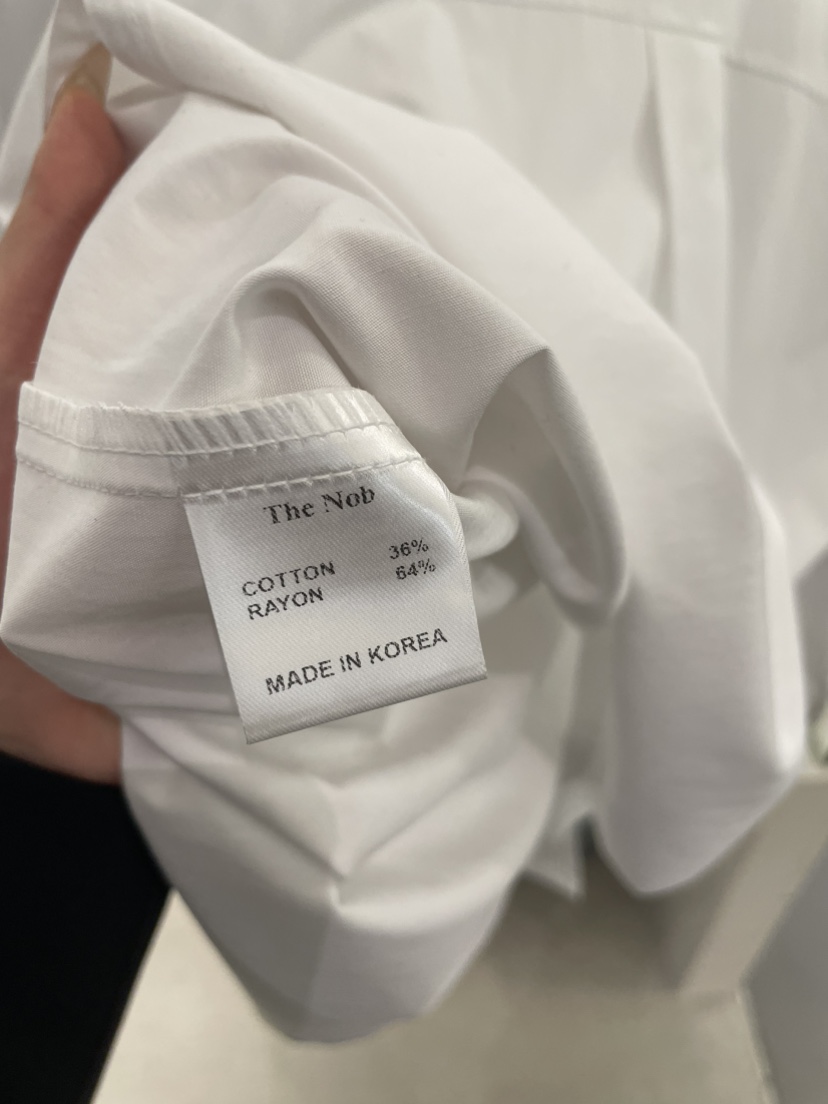 The Nob
COTTON 36%
RAYON 64%
MADE IN KOREA